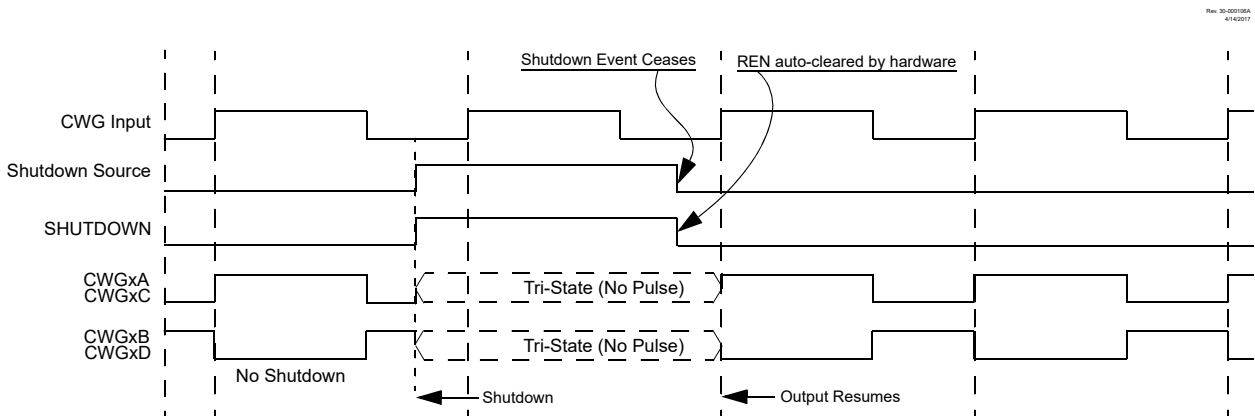 Rev. 30-000106A
4/14/2017
Shutdown Event Ceases
REN auto-cleared by hardware
CWG Input
Shutdown Source
SHUTDOWN
CWGxA
CWGxC
Tri-State (No Pulse)
CWGxB
CWGxD
Tri-State (No Pulse)
No Shutdown
Shutdown
Output Resumes